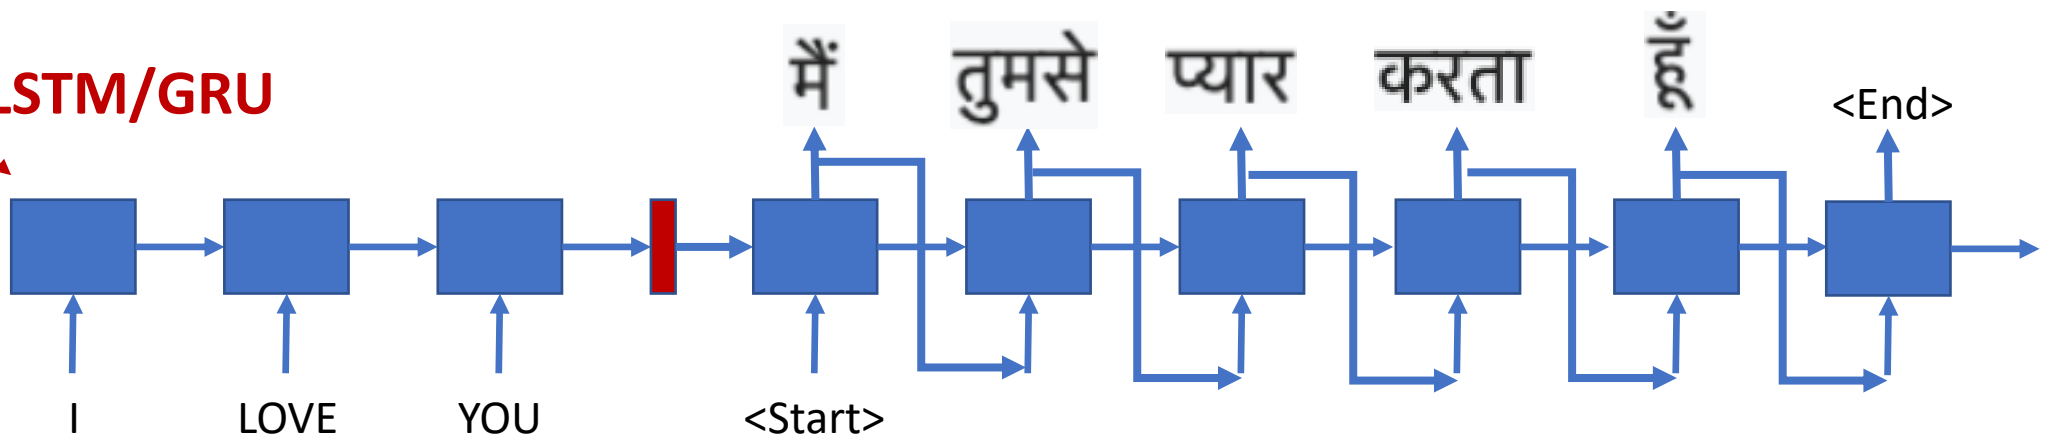 मैं तुमसे प्यार करता हूँ
LSTM/GRU
<End>
I LOVE YOU <Start>